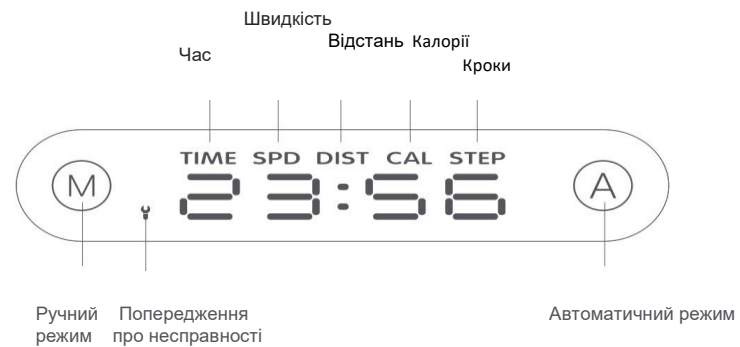 Швидкість
Час
Відстань Калорії
Кроки
TIME SPD DIST CAL STEP
M
23:56
A
Ручний режим
Попередження про несправності
Автоматичний режим